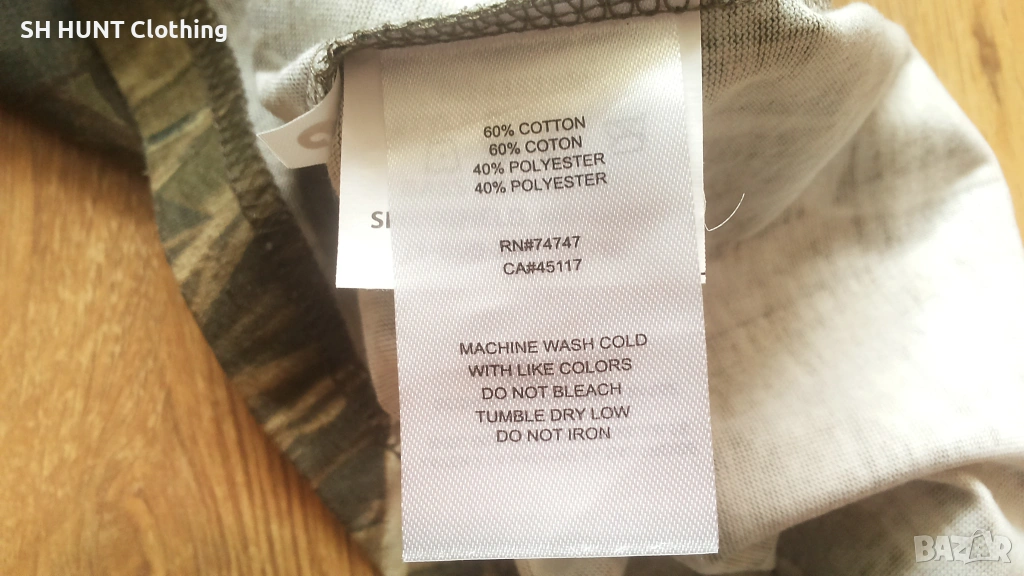 SH HUNT Clothing
60% COTTON
60% COTON
40% POLYESTER
40% POLYESTER
RN#74747
CA#45117
MACHINE WASH COLD
WITH LIKE COLORS
DO NOT BLEACH
TUMBLE DRY LOW
DO NOT IRON
BAZAR